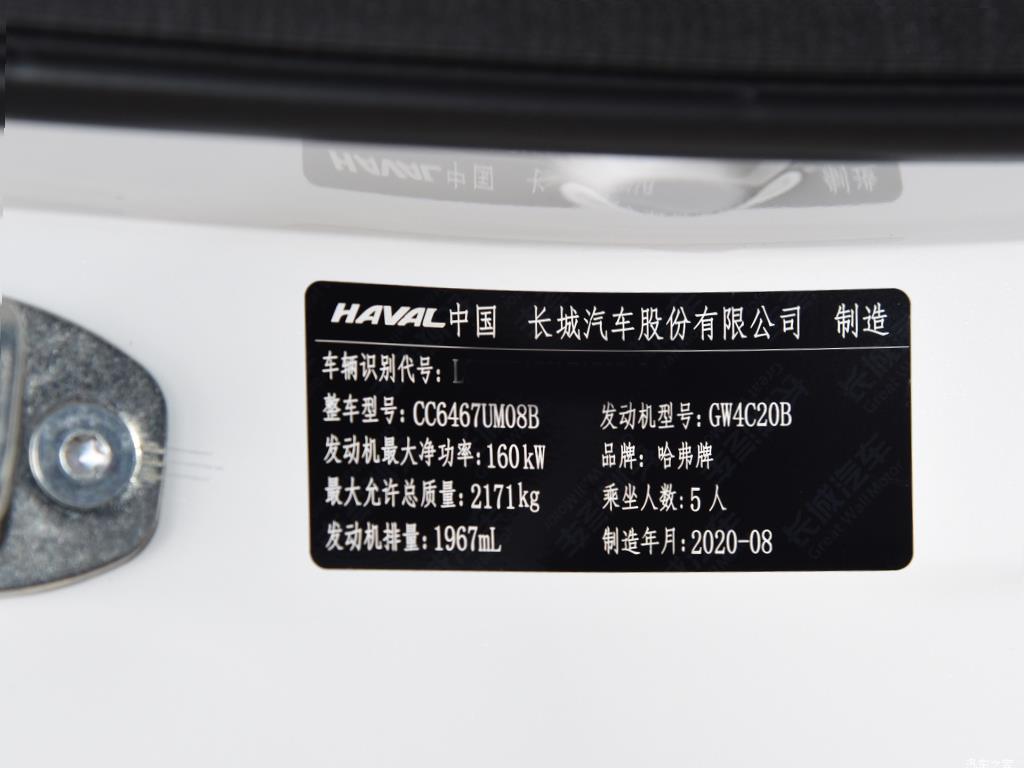 HAVAL中国 长城汽车股份有限公司 制造
车辆识别代号: L
整车型号: CC6467UM08B 发动机型号: GW4C20B
发动机最大净功率: 160kW 品牌: 哈弗牌
最大允许总质量: 2171kg 乘坐人数: 5人
发动机排量: 1967mL 制造年月: 2020-08
汽车之家